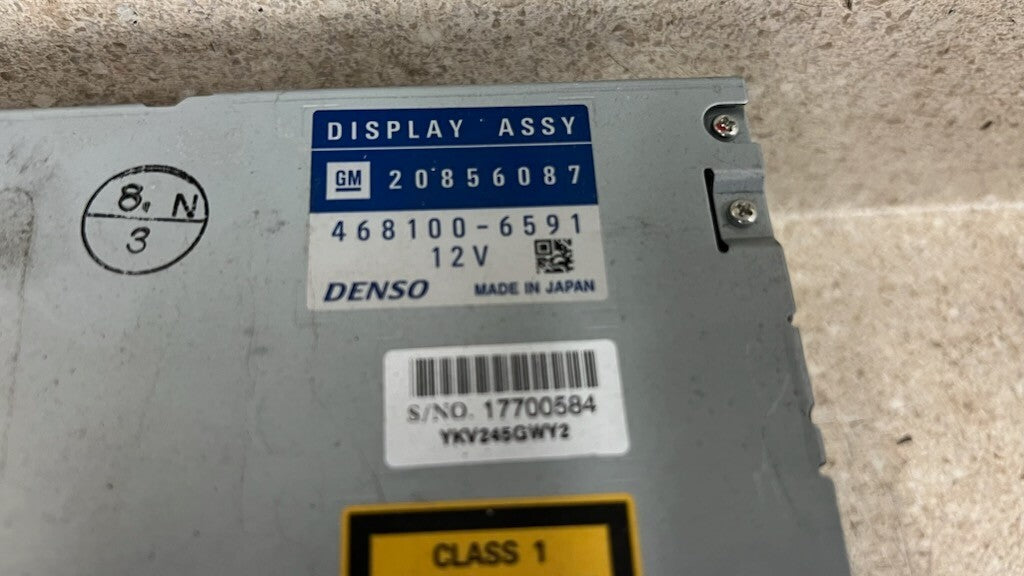 DISPLAY ASSY
GM 20856087
468100-6591
12V
DENSO MADE IN JAPAN
8. N
3
S/NO. 17700584
YKV245GWY2
CLASS 1